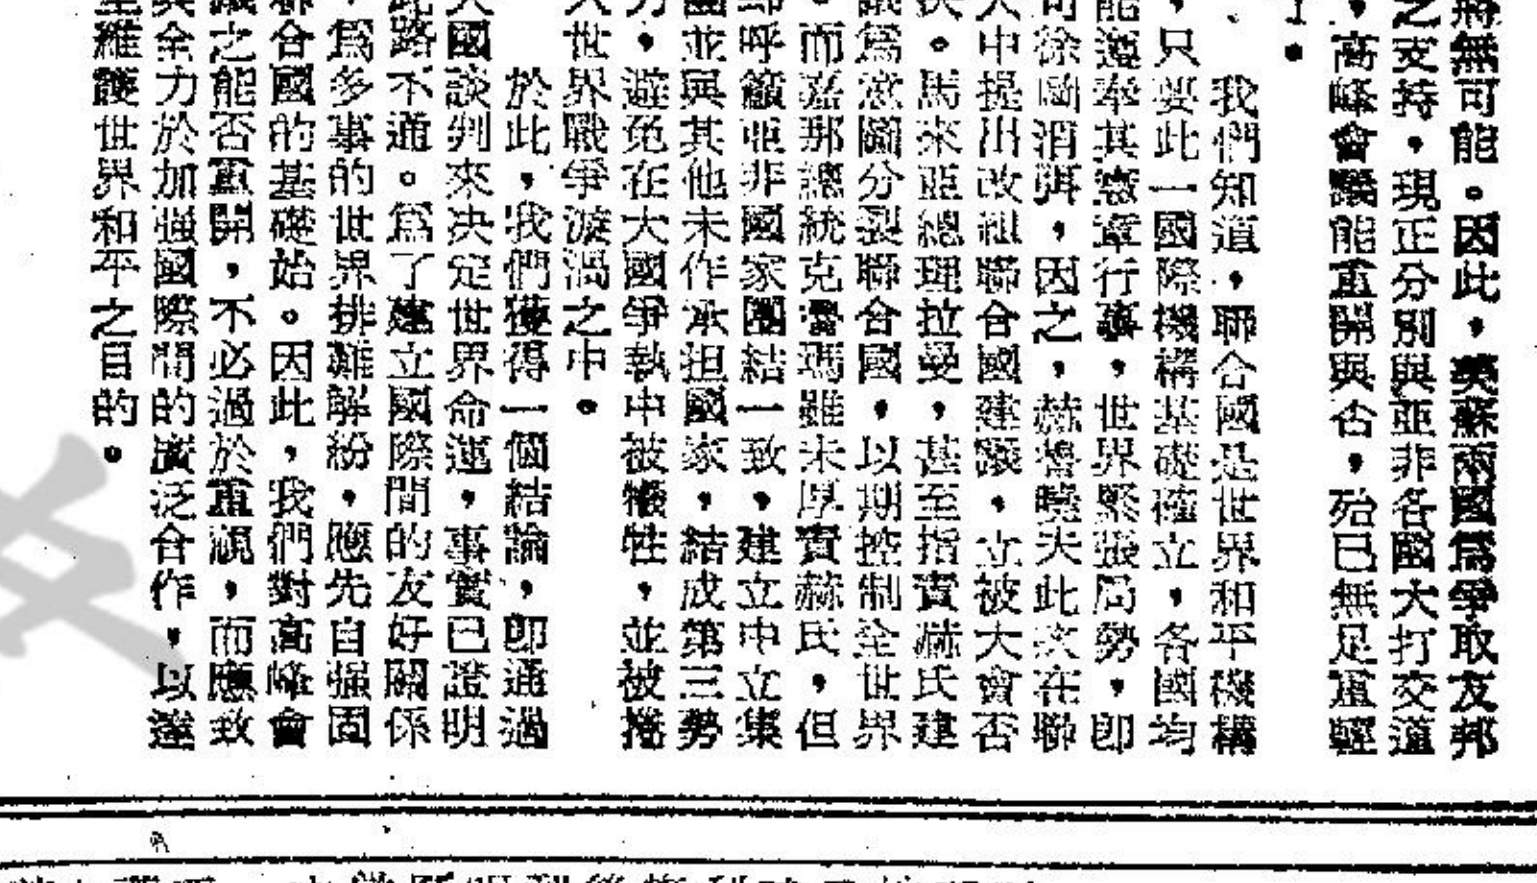 將無可能。因此，英蘇兩國爲爭取友邦
之支持，現正分別與亞非各國大打交道
，高峰會議能重開與否，殆已無足重輕
了。
我們知道，聯合國是世界和平機構
，只要此一國際機構基礎確立，各國均
能遵奉其憲章行事，世界緊張局勢，即
可徐圖消弭，因之，赫魯曉夫此次在聯
大中提出改組聯合國建議，立被大會否
決。馬來亞總理拉曼，甚至指責赫氏建
議爲意圖分裂聯合國，以期控制全世界
。而嘉那總統克魯瑪雖未厚責赫氏，但
却呼籲亞非國家團結一致，建立中立集
團並與其他未作承担國家，結成第三勢
力，避免在大國爭執中被犧牲，並被捲
入世界戰爭漩渦之中。
於此，我們獲得一個結論，即通過
大國談判來決定世界命運，事實已證明
此路不通。爲了建立國際間的友好關係
，爲多事的世界排難解紛，應先自强固
聯合國的基礎始。因此，我們對高峰會
議之能否重開，不必過於重視，而應致
其全力於加强國際間的廣泛合作，以達
至維護世界和平之目的。